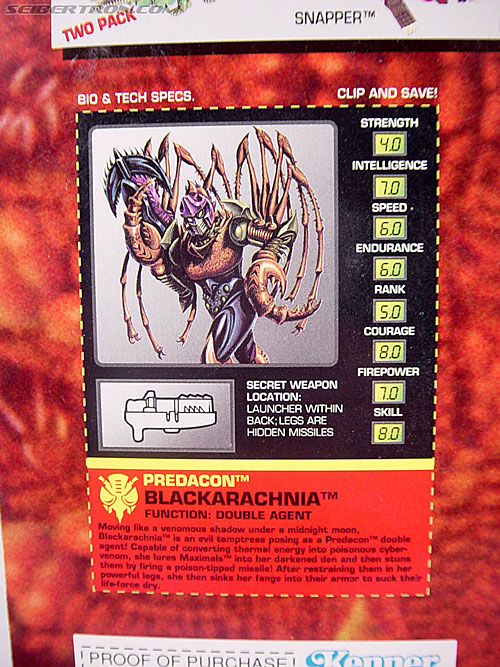 SEIBERTRON.COM
TWO PACK
SNAPPER™
BIO & TECH SPECS.
CLIP AND SAVE!
STRENGTH
4.0
INTELLIGENCE
7.0
SPEED
6.0
ENDURANCE
6.0
RANK
5.0
COURAGE
8.0
FIREPOWER
7.0
SKILL
8.0
SECRET WEAPON
LOCATION:
LAUNCHER WITHIN
BACK; LEGS ARE
HIDDEN MISSILES
PREDACON™
BLACKARACHNIA™
FUNCTION: DOUBLE AGENT
Moving like a venomous shadow under a midnight moon,
Blackarachnia™ is an evil temptress posing as a Predacon™ double
agent! Capable of converting thermal energy into poisonous cyber-
venom, she lures Maximals™ into her darkened den and then stuns
them by firing a poison-tipped missile! After restraining them in her
powerful legs, she then sinks her fangs into their armor to suck their
life-force dry.
PROOF OF PURCHASE
Kenner